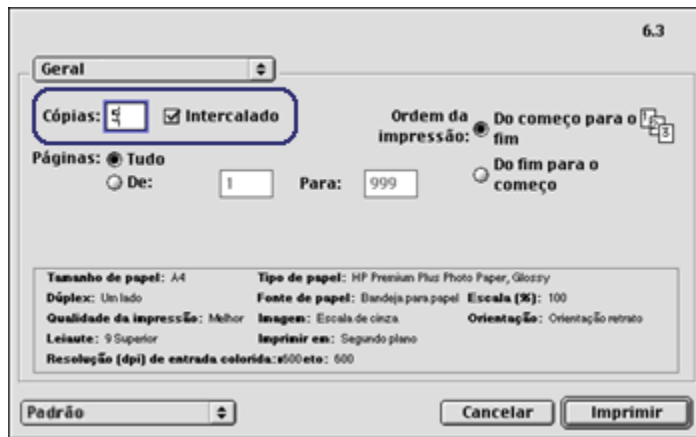 6.3
Geral
Cópias: 5 Intercalado
Ordem da impressão:
Do começo para o fim
Do fim para o começo
Páginas: Tudo
De: 1 Para: 999
Tamanho de papel: A4 Tipo de papel: HP Premium Plus Photo Paper, Glossy
Dúplex: Um lado Fonte de papel: Bandeja para papel Escala (%): 100
Qualidade da impressão: Melhor Imagem: Escala de cinza Orientação: Orientação retrato
Leiaute: 9 Superior Imprimir em: Segundo plano
Resolução (dpi) de entrada colorida: 600 eto: 600
Padrão Cancelar Imprimir